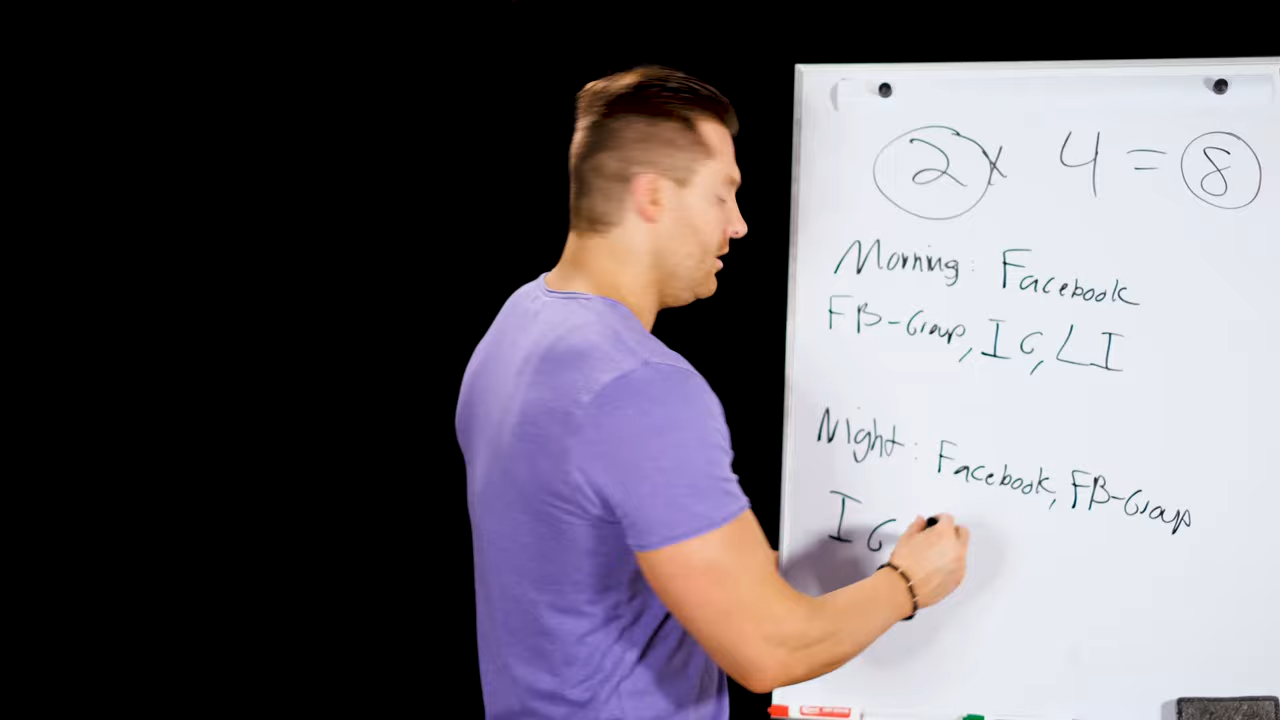 2 x 4 = 8
Morning: Facebook
FB-Group, IG, LI
Night: Facebook, FB-Group
IG